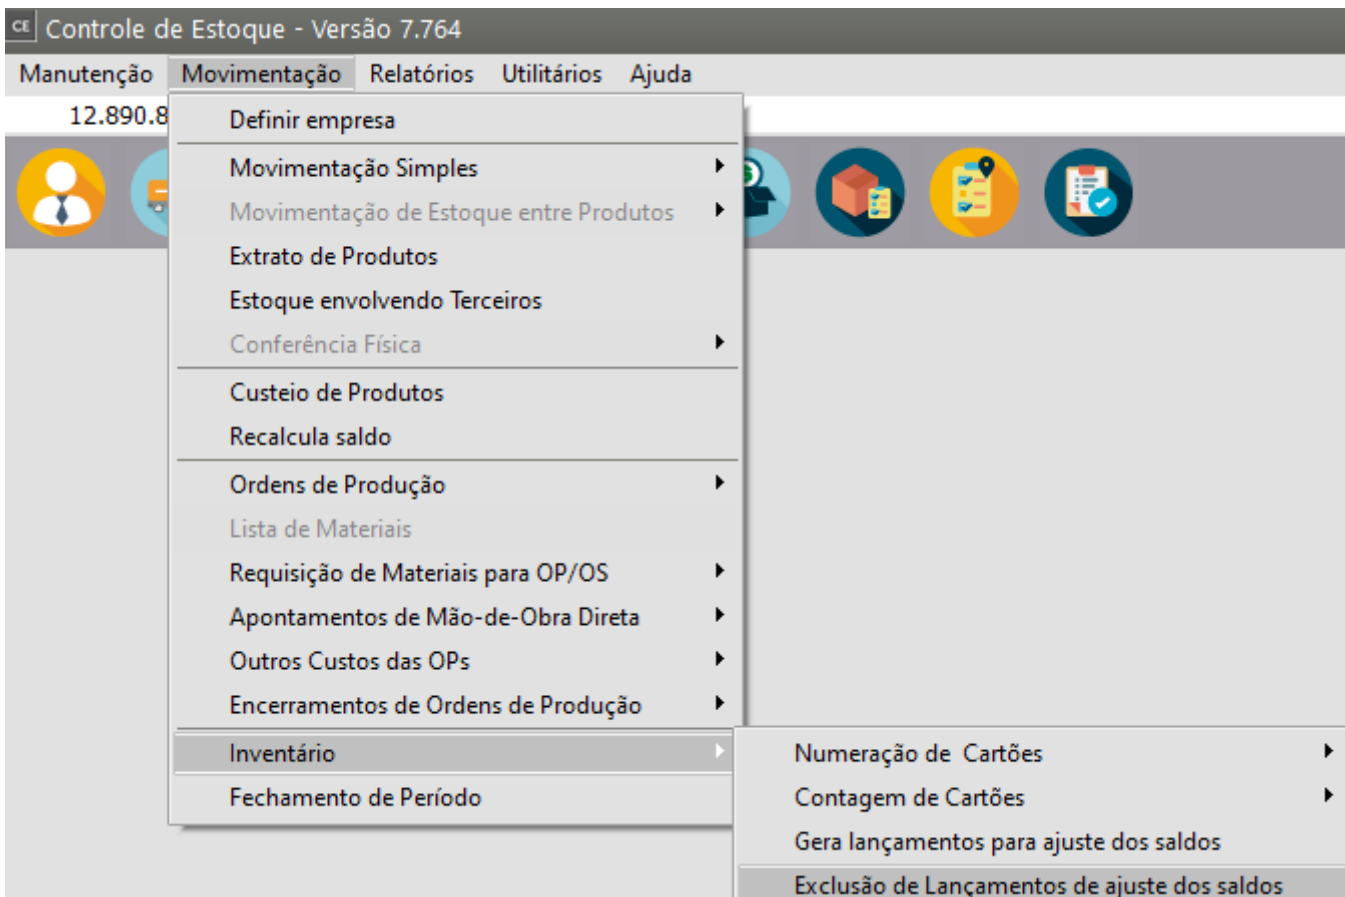 CE Controle de Estoque - Versão 7.764
Manutenção Movimentação Relatórios Utilitários Ajuda
12.890.8
Definir empresa
Movimentação Simples
Movimentação de Estoque entre Produtos
Extrato de Produtos
Estoque envolvendo Terceiros
Conferência Física
Custeio de Produtos
Recalcula saldo
Ordens de Produção
Lista de Materiais
Requisição de Materiais para OP/OS
Apontamentos de Mão-de-Obra Direta
Outros Custos das OPs
Encerramentos de Ordens de Produção
Inventário
Fechamento de Período
Numeração de Cartões
Contagem de Cartões
Gera lançamentos para ajuste dos saldos
Exclusão de Lançamentos de ajuste dos saldos